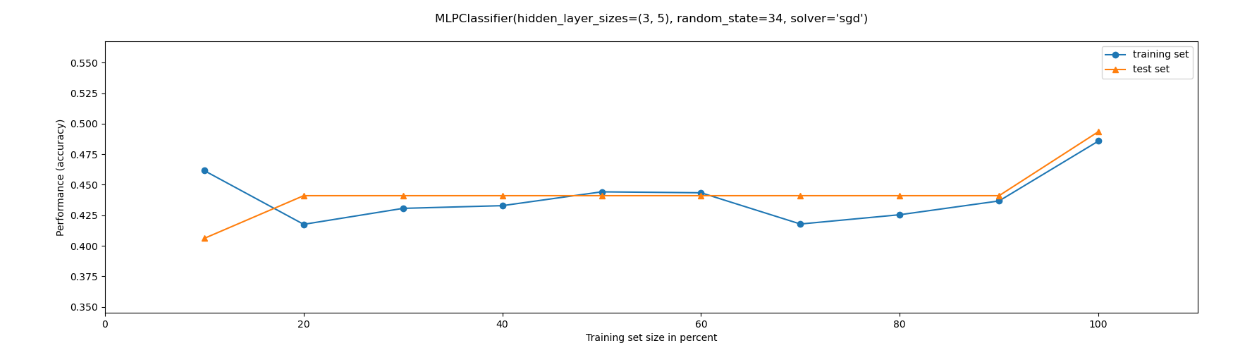 MLPClassifier(hidden_layer_sizes=(3, 5), random_state=34, solver='sgd')
training set
test set
0.550
0.525
0.500
0.475
0.450
0.425
0.400
0.375
0.350
Performance (accuracy)
0 20 40 60 80 100
Training set size in percent